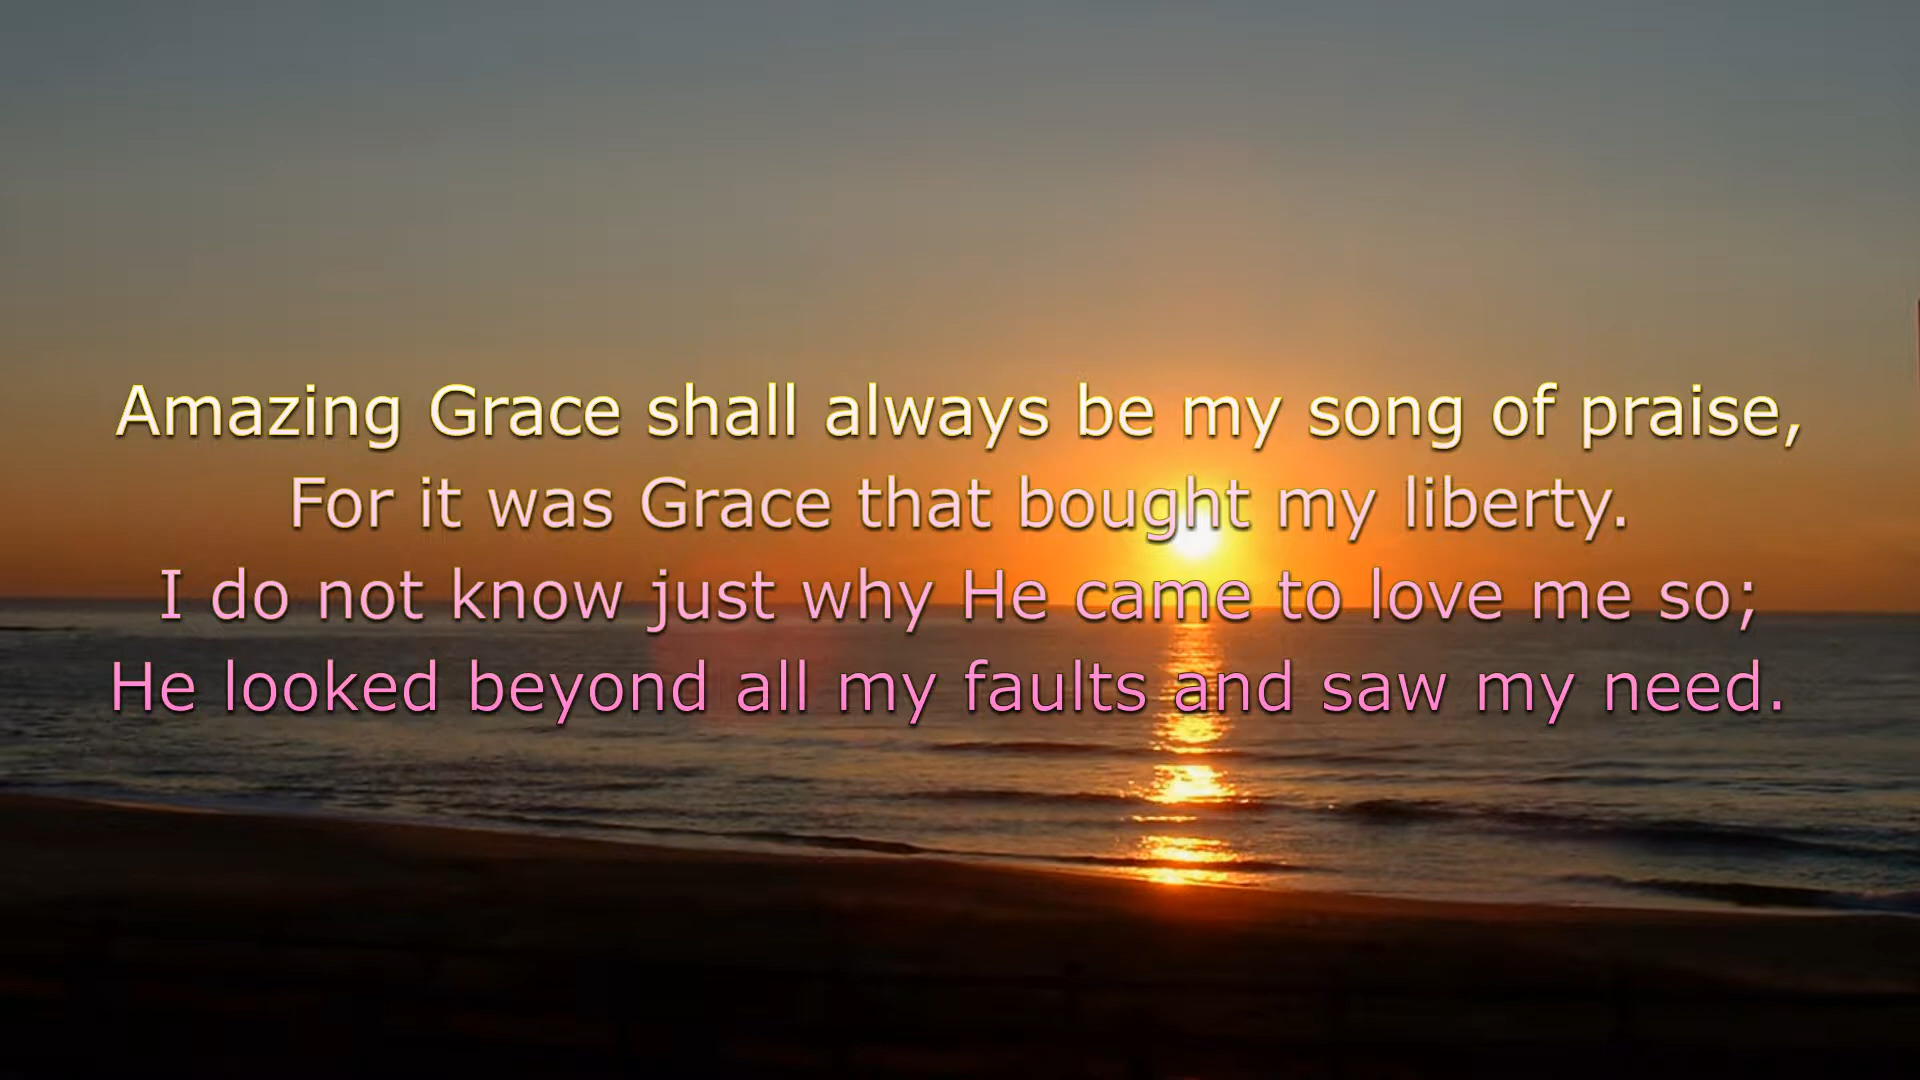 Amazing Grace shall always be my song of praise,
For it was Grace that bought my liberty.
I do not know just why He came to love me so;
He looked beyond all my faults and saw my need.